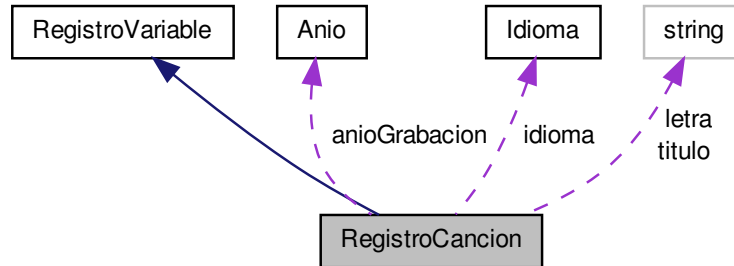 RegistroVariable
Anio
Idioma
string
anioGrabacion
idioma
letra
titulo
RegistroCancion